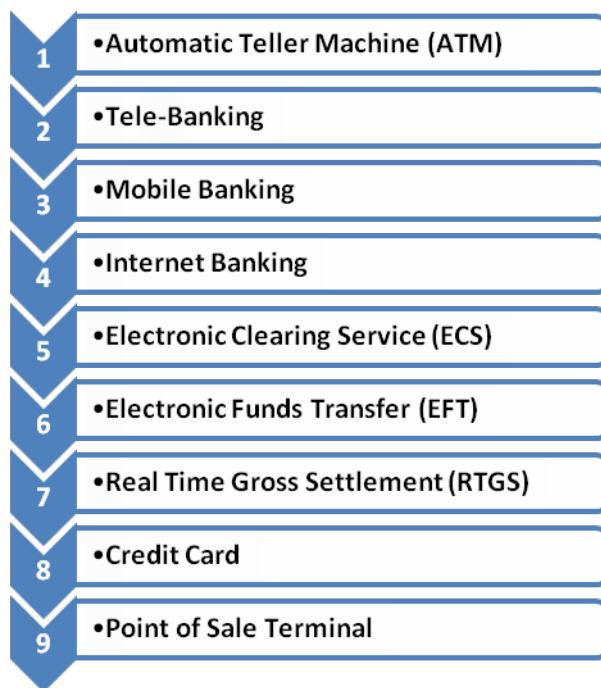 1 •Automatic Teller Machine (ATM)
2 •Tele-Banking
3 •Mobile Banking
4 •Internet Banking
5 •Electronic Clearing Service (ECS)
6 •Electronic Funds Transfer (EFT)
7 •Real Time Gross Settlement (RTGS)
8 •Credit Card
9 •Point of Sale Terminal